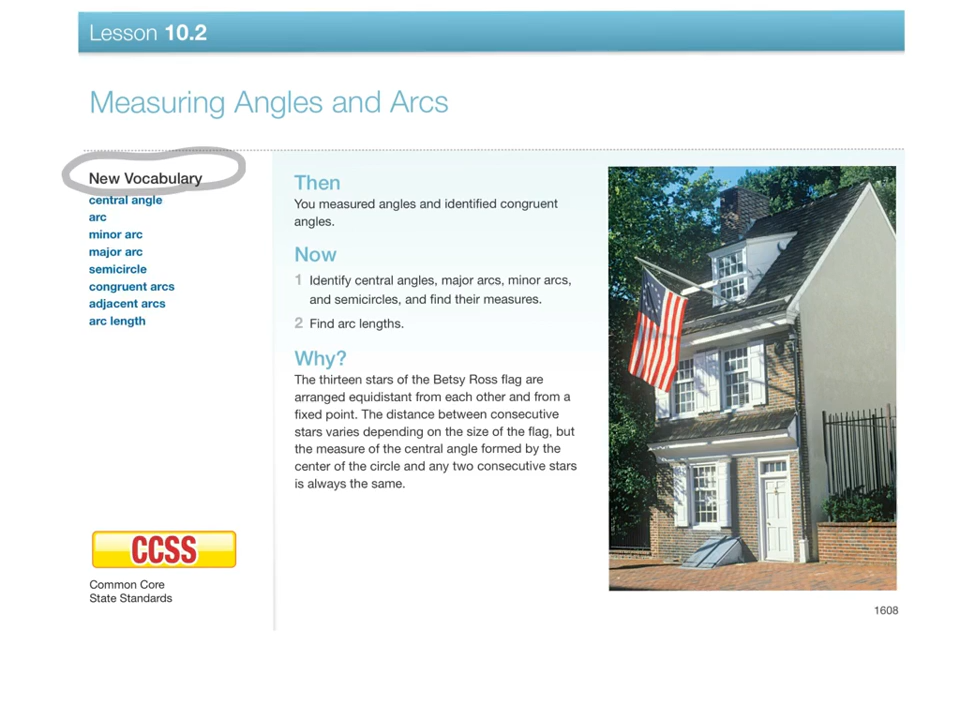 Lesson 10.2
Measuring Angles and Arcs
New Vocabulary
central angle
arc
minor arc
major arc
semicircle
congruent arcs
adjacent arcs
arc length
CCSS
Common Core
State Standards
Then
You measured angles and identified congruent
angles.
Now
1 Identify central angles, major arcs, minor arcs,
and semicircles, and find their measures.
2 Find arc lengths.
Why?
The thirteen stars of the Betsy Ross flag are
arranged equidistant from each other and from a
fixed point. The distance between consecutive
stars varies depending on the size of the flag, but
the measure of the central angle formed by the
center of the circle and any two consecutive stars
is always the same.
1608